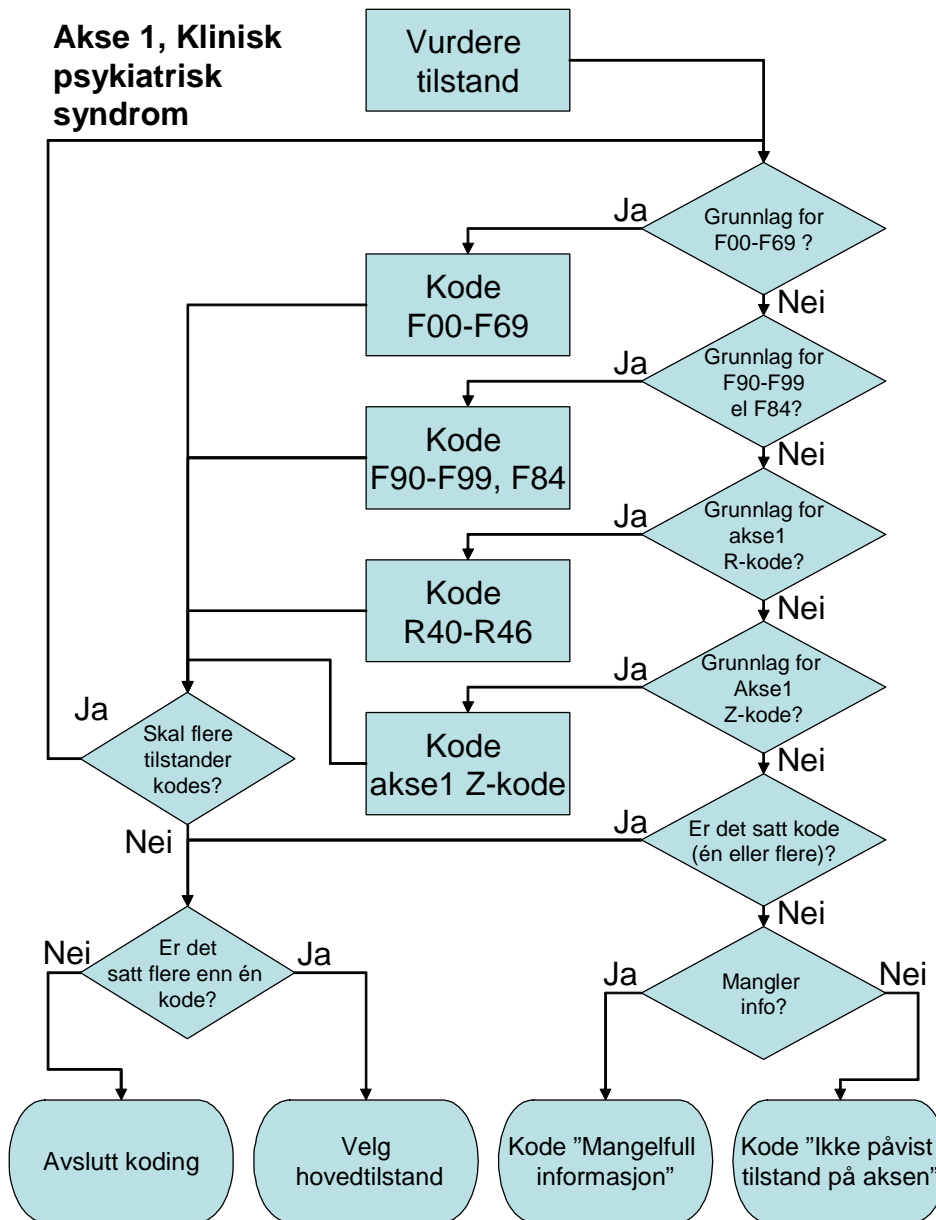 Akse 1, Klinisk
psykiatrisk
syndrom
Vurdere
tilstand
Ja
Grunnlag for
F00-F69 ?
Nei
Kode
F00-F69
Ja
Grunnlag for
F90-F99
el F84?
Nei
Kode
F90-F99, F84
Ja
Grunnlag for
akse1
R-kode?
Nei
Kode
R40-R46
Ja
Grunnlag for
Akse1
Z-kode?
Nei
Kode
akse1 Z-kode
Ja
Skal flere
tilstander
kodes?
Nei
Ja
Er det satt kode
(én eller flere)?
Nei
Nei
Er det
satt flere enn én
kode?
Ja
Ja
Mangler
info?
Nei
Avslutt koding
Velg
hovedtilstand
Kode ”Mangelfull
informasjon”
Kode ”Ikke påvist
tilstand på aksen”